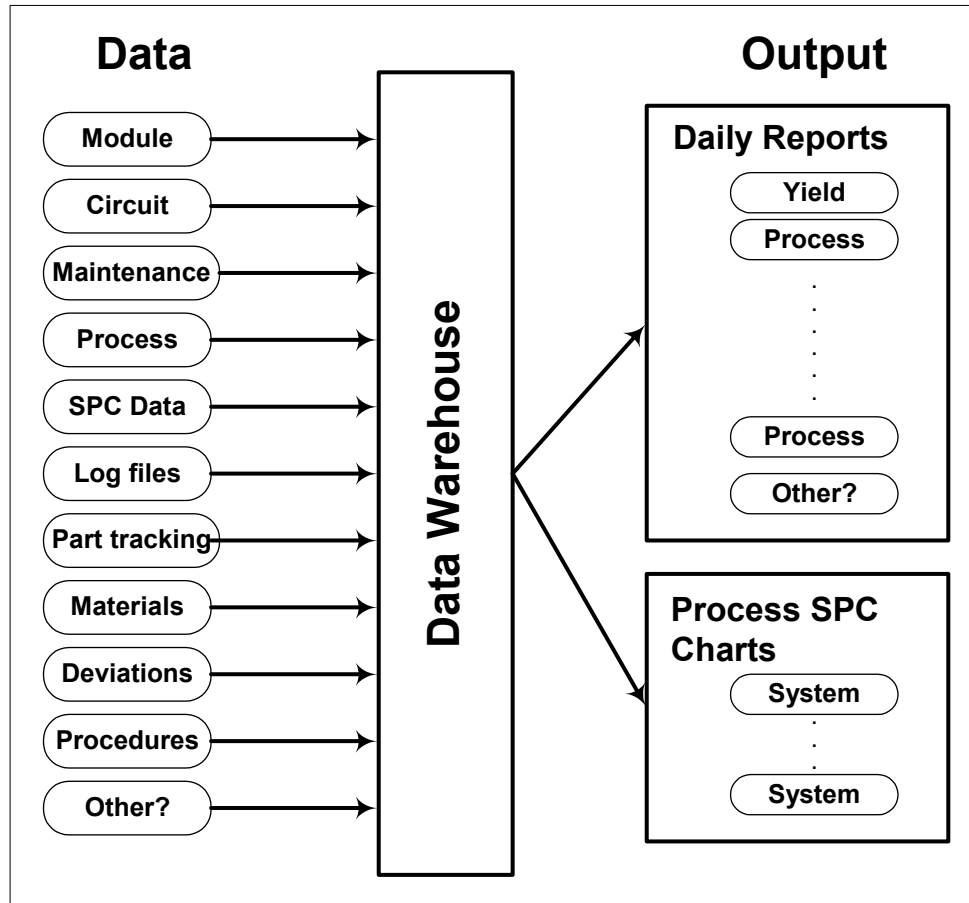 Data
Module
Circuit
Maintenance
Process
SPC Data
Log files
Part tracking
Materials
Deviations
Procedures
Other?
Data Warehouse
Output
Daily Reports
Yield
Process
Process
Other?
Process SPC
Charts
System
System